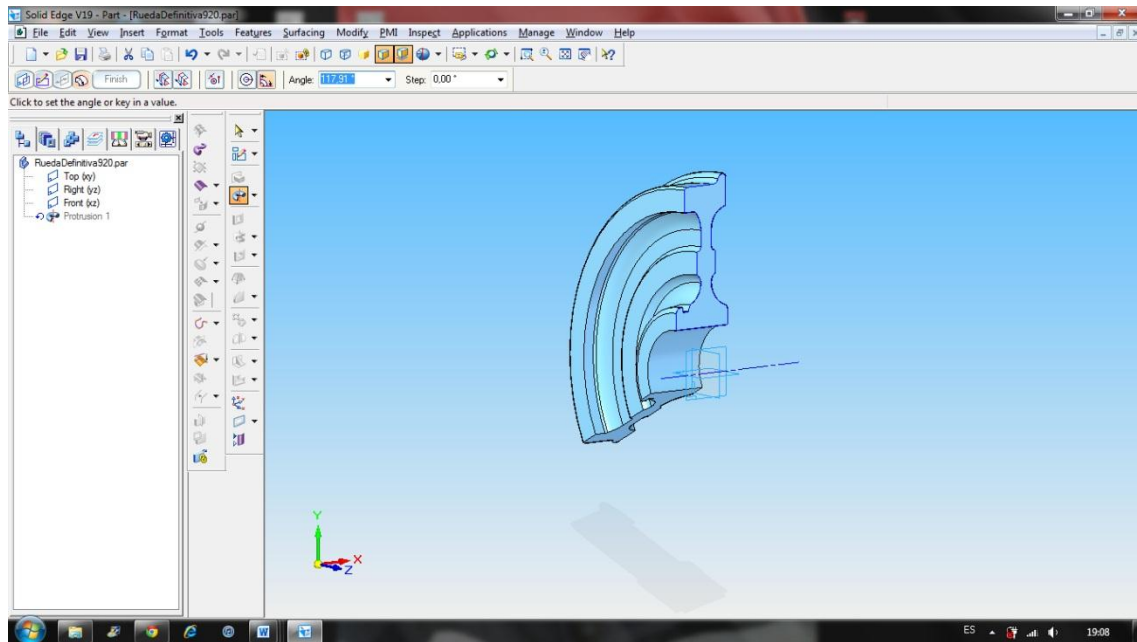 Solid Edge V19 - Part - [RuedaDefinitiva920.par]
File Edit View Insert Format Tools Features Surfacing Modify PMI Inspect Applications Manage Window Help
Finish Angle: 117.91 ° Step: 0.00 °
Click to set the angle or key in a value.
RuedaDefinitiva920.par
Top (xy)
Right (yz)
Front (xz)
Protrusion 1
Y
X
Z
W
ES 19:08